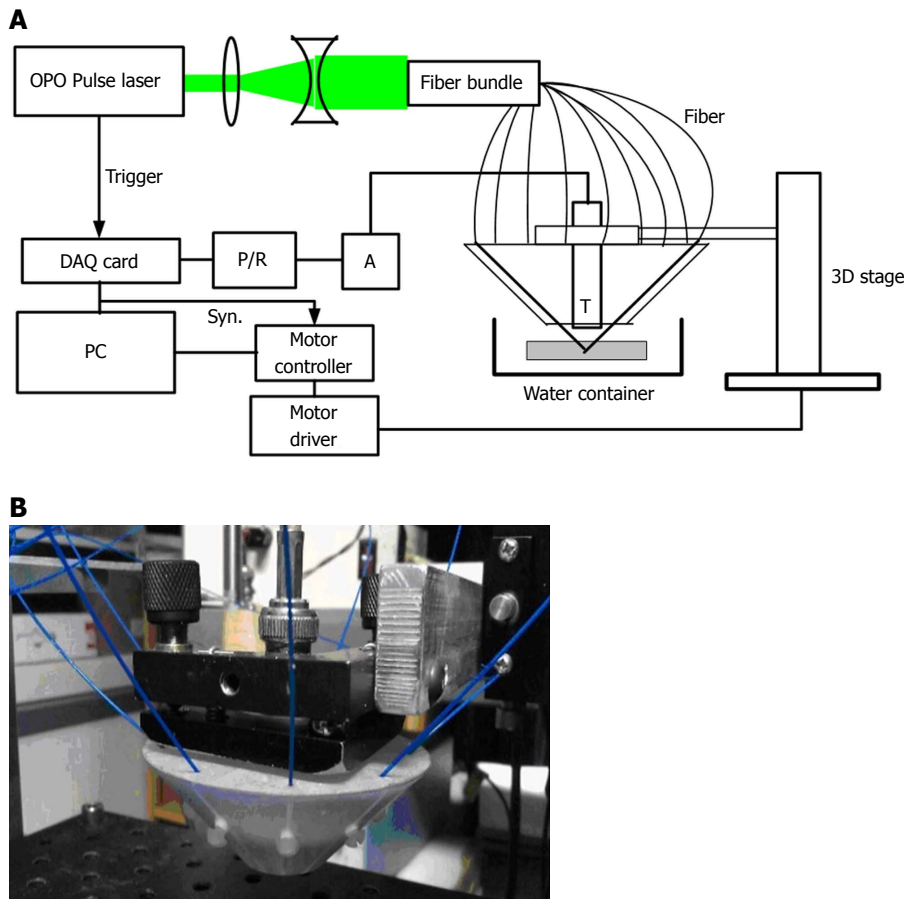 A
OPO Pulse laser
Fiber bundle
Fiber
Trigger
DAQ card
P/R
A
T
3D stage
Syn.
PC
Motor
controller
Water container
Motor
driver
B